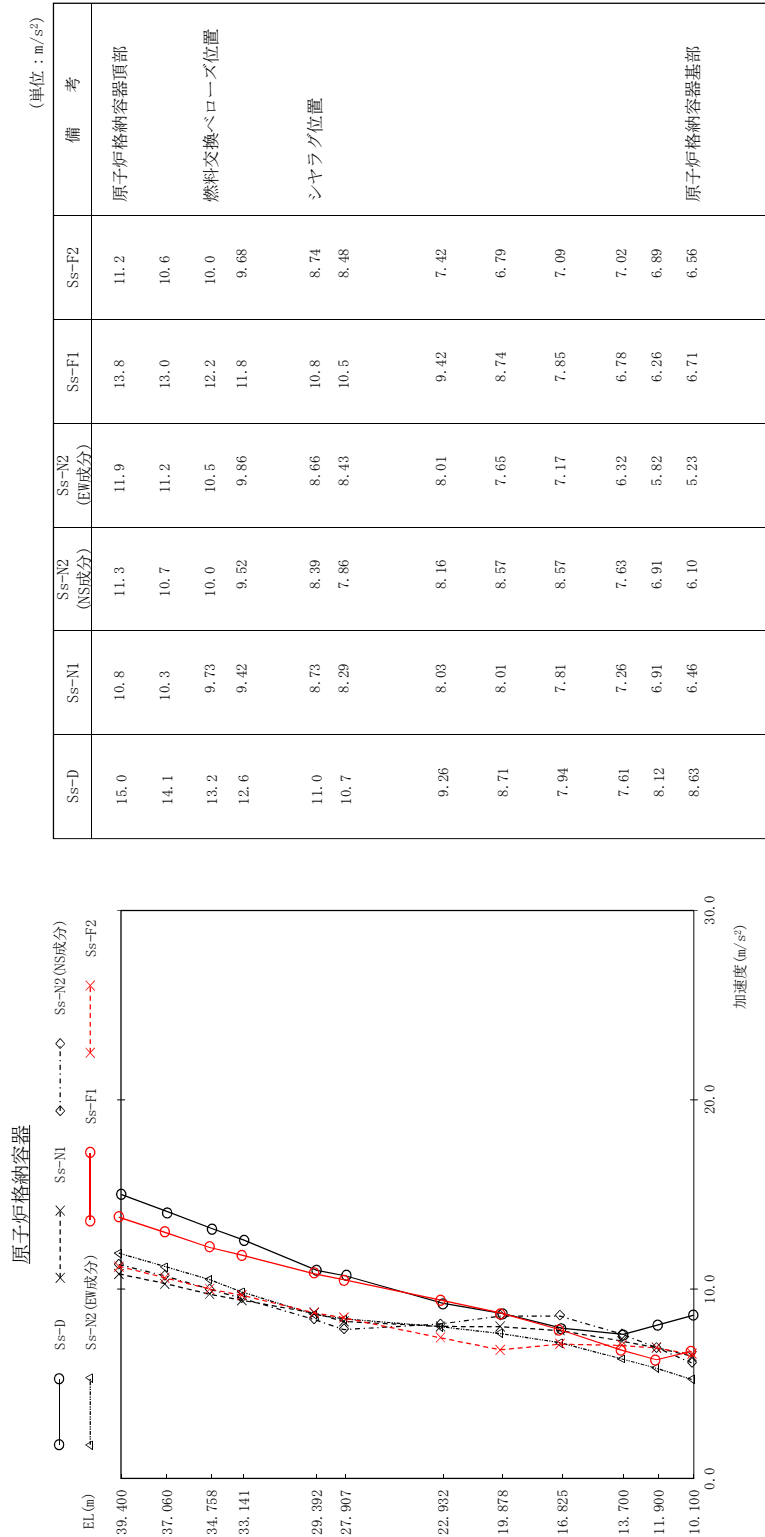 原子炉格納容器
Ss-D Ss-N1 Ss-N2(NS成分)
Ss-N2(EW成分) Ss-F1 Ss-F2
EL(m)
39.400
37.060
34.758
33.141
29.392
27.907
22.932
19.878
16.825
13.700
11.900
10.100
0.0 10.0 20.0 30.0
加速度(m/s²)
(単位：m/s²)
Ss-D Ss-N1 Ss-N2 (NS成分) Ss-N2 (EW成分) Ss-F1 Ss-F2 備 考
15.0 10.8 11.3 11.9 13.8 11.2 原子炉格納容器頂部
14.1 10.3 10.7 11.2 13.0 10.6
13.2 9.73 10.0 10.5 12.2 10.0 燃料交換ベローズ位置
12.6 9.42 9.52 9.86 11.8 9.68
11.0 8.73 8.39 8.66 10.8 8.74 シヤラグ位置
10.7 8.29 7.86 8.43 10.5 8.48
9.26 8.03 8.16 8.01 9.42 7.42
8.71 8.01 8.57 7.65 8.74 6.79
7.94 7.81 8.57 7.17 7.85 7.09
7.61 7.26 7.63 6.32 6.78 7.02
8.12 6.91 6.91 5.82 6.26 6.89
8.63 6.46 6.10 5.23 6.71 6.56 原子炉格納容器基部